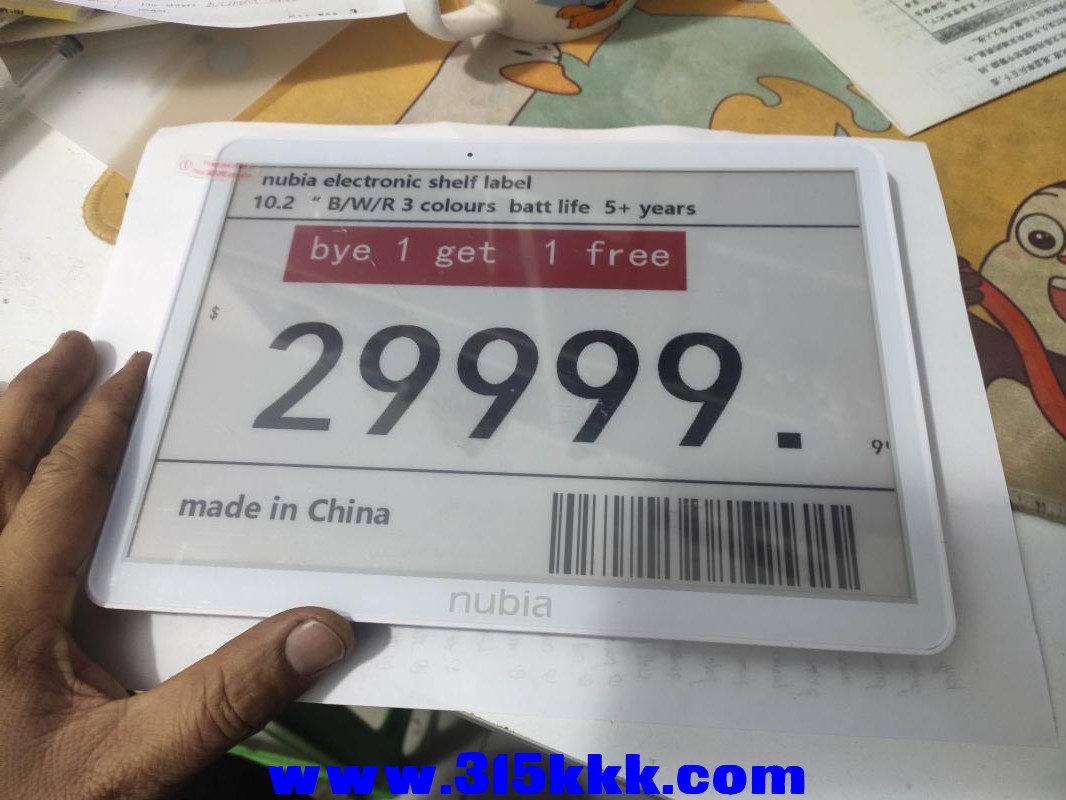 nubia electronic shelf label
10.2 “ B/W/R 3 colours batt life 5+ years
bye 1 get 1 free
$
29999.
9
made in China
nubia
www.315kkk.com